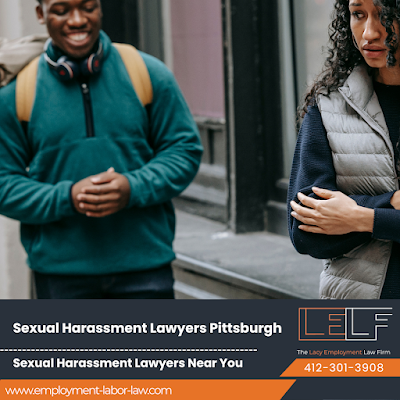 Sexual Harassment Lawyers Pittsburgh
Sexual Harassment Lawyers Near You
www.employment-labor-law.com
LELF
The Lacy Employment Law Firm
412-301-3908